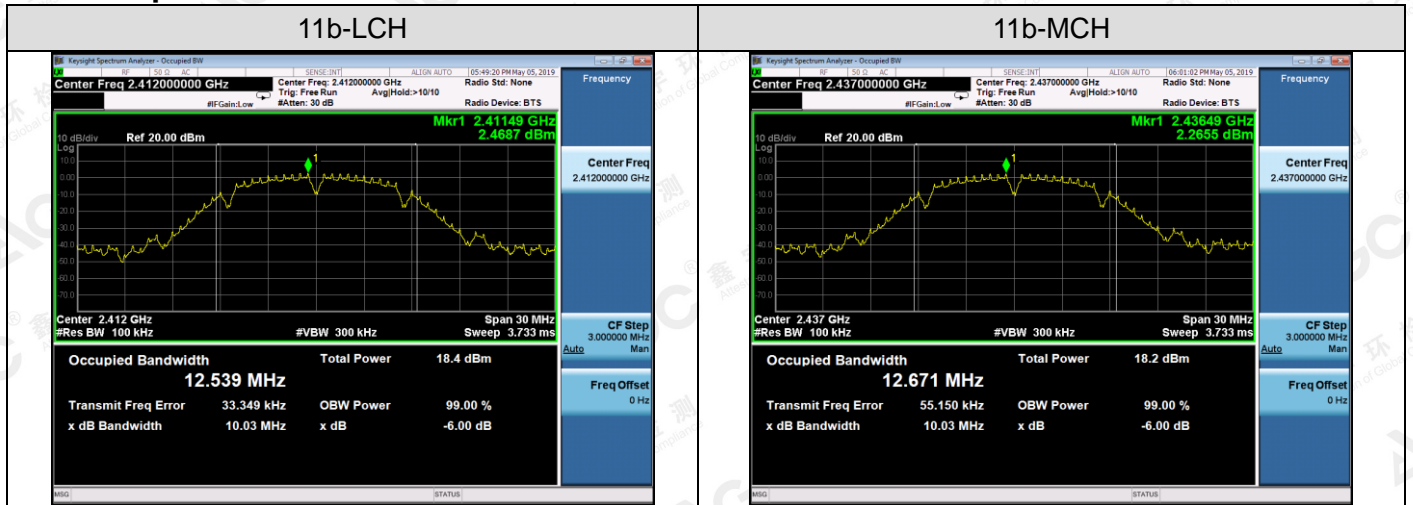 11b-LCH
11b-MCH
Keysight Spectrum Analyzer - Occupied BW
RF 50 Ω AC SENSE:INT ALIGN AUTO 05:49:20 PM May 05, 2019
Center Freq 2.412000000 GHz
Center Freq: 2.412000000 GHz
Radio Std: None
Trig: Free Run Avg|Hold:>10/10
#IFGain:Low #Atten: 30 dB Radio Device: BTS
Mkr1 2.41149 GHz
2.4687 dBm
10 dB/div Ref 20.00 dBm
Log
10.0
0.00
-10.0
-20.0
-30.0
-40.0
-60.0
-70.0
1
Center 2.412 GHz Span 30 MHz
#Res BW 100 kHz #VBW 300 kHz Sweep 3.733 ms
Occupied Bandwidth Total Power 18.4 dBm
12.539 MHz
Transmit Freq Error 33.349 kHz OBW Power 99.00 %
x dB Bandwidth 10.03 MHz x dB -6.00 dB
MSG STATUS
Frequency
Center Freq
2.412000000 GHz
CF Step
3.000000 MHz
Auto Man
Freq Offset
0 Hz
Keysight Spectrum Analyzer - Occupied BW
RF 50 Ω AC SENSE:INT ALIGN AUTO 06:01:02 PM May 05, 2019
Center Freq 2.437000000 GHz
Center Freq: 2.437000000 GHz
Radio Std: None
Trig: Free Run Avg|Hold:>10/10
#IFGain:Low #Atten: 30 dB Radio Device: BTS
Mkr1 2.43649 GHz
2.2655 dBm
10 dB/div Ref 20.00 dBm
Log
10.0
0.00
-10.0
-20.0
-30.0
-40.0
-60.0
-70.0
1
Center 2.437 GHz Span 30 MHz
#Res BW 100 kHz #VBW 300 kHz Sweep 3.733 ms
Occupied Bandwidth Total Power 18.2 dBm
12.671 MHz
Transmit Freq Error 55.150 kHz OBW Power 99.00 %
x dB Bandwidth 10.03 MHz x dB -6.00 dB
MSG STATUS
Frequency
Center Freq
2.437000000 GHz
CF Step
3.000000 MHz
Auto Man
Freq Offset
0 Hz